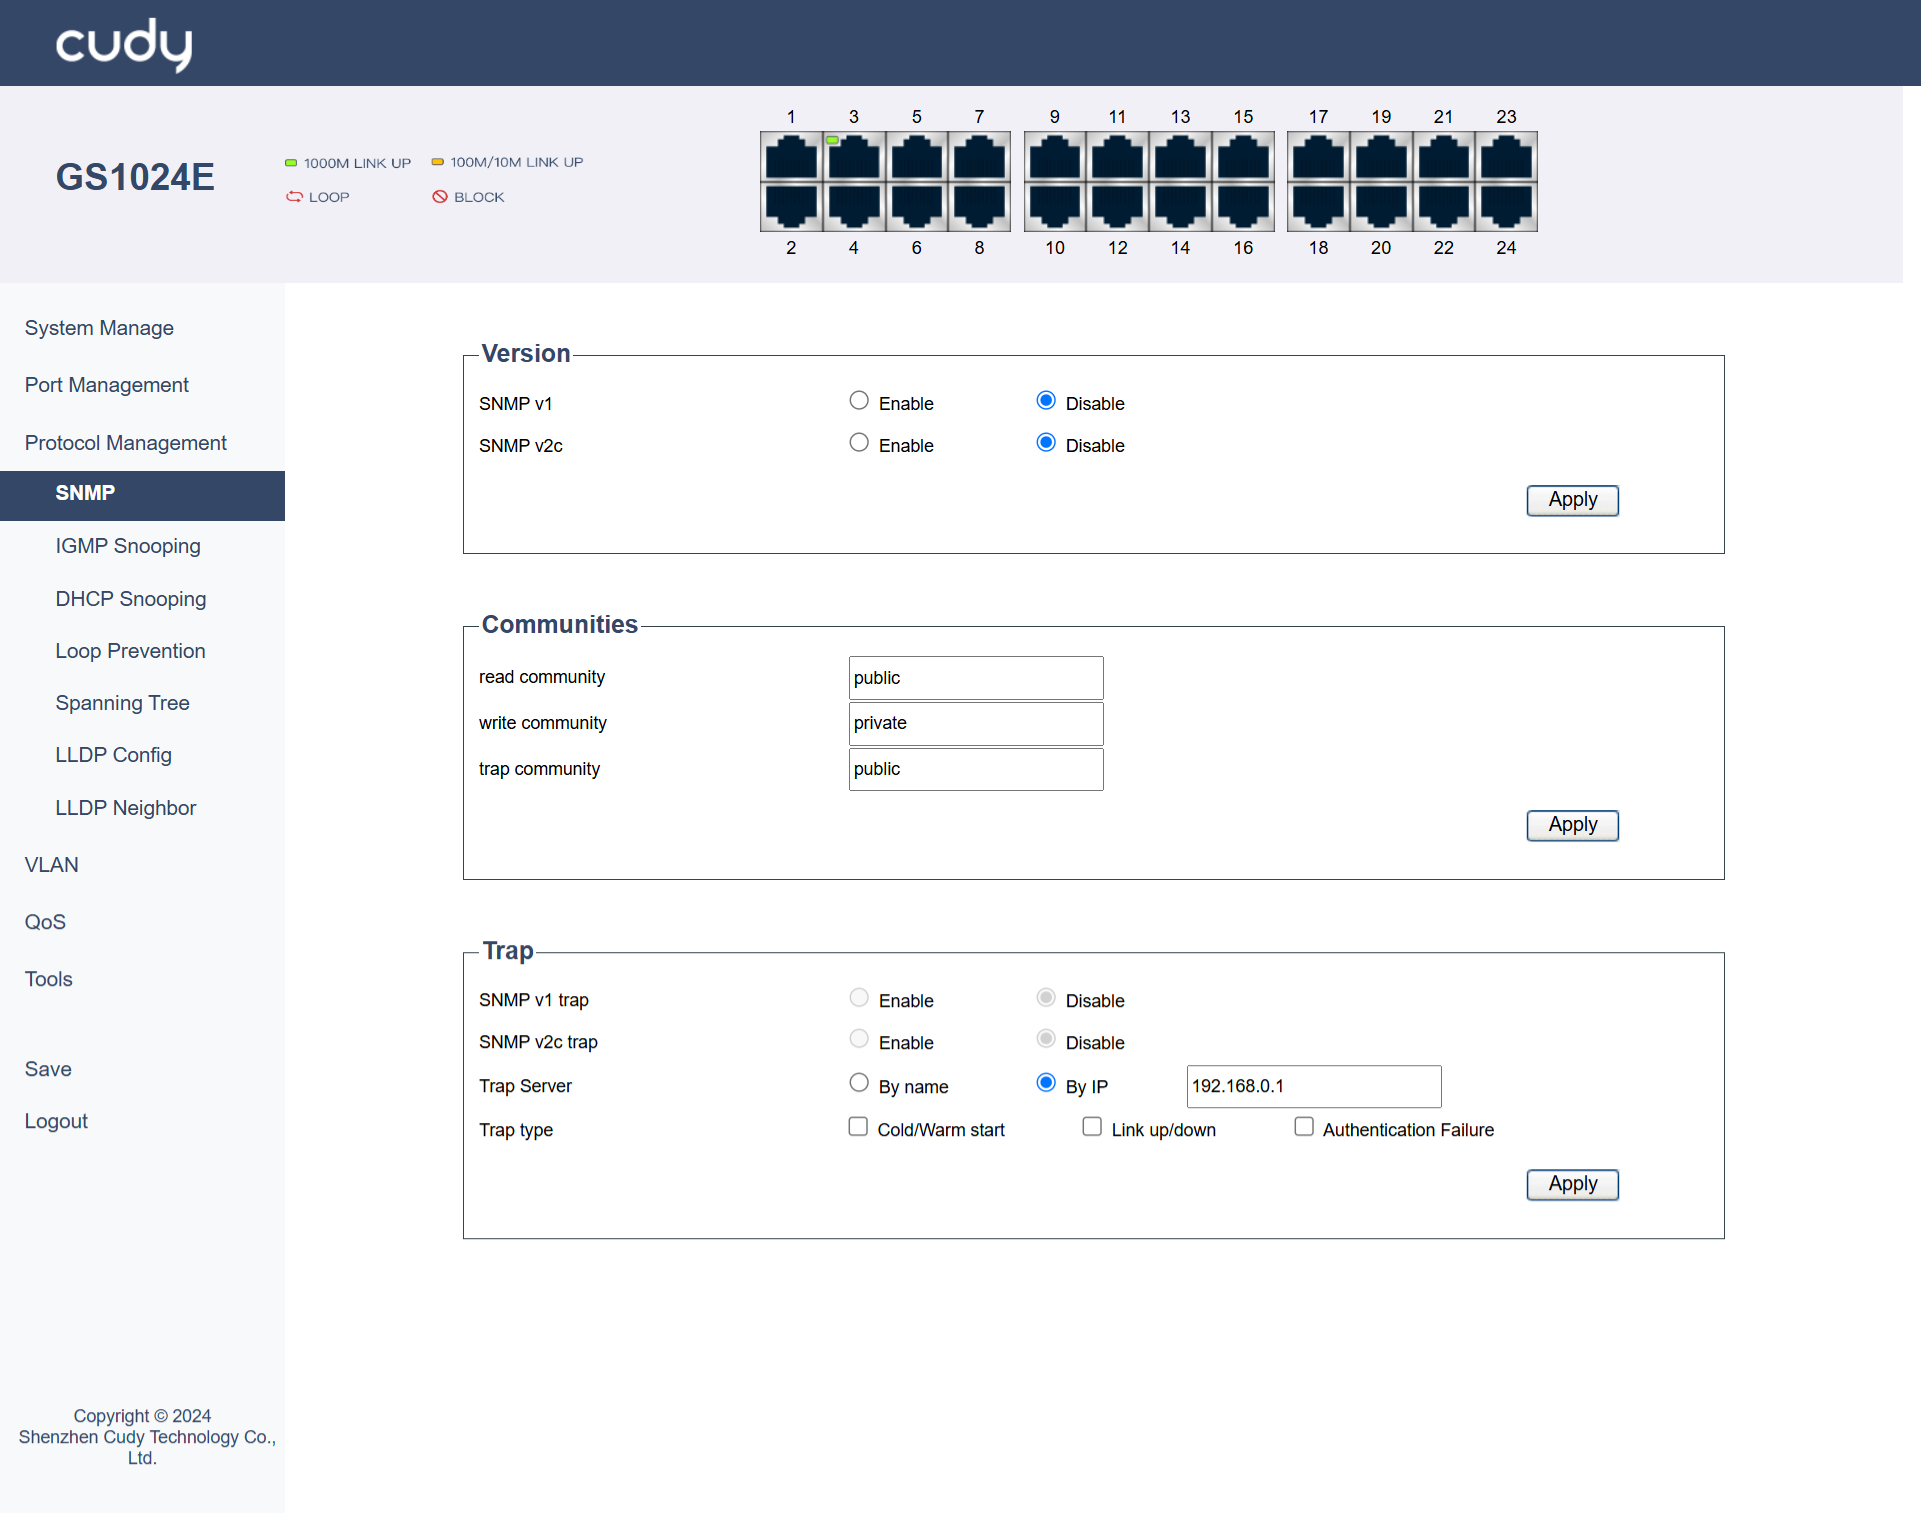 cudy
GS1024E
1000M LINK UP 100M/10M LINK UP
LOOP BLOCK
1 3 5 7 9 11 13 15 17 19 21 23
2 4 6 8 10 12 14 16 18 20 22 24
System Manage
Port Management
Protocol Management
SNMP
IGMP Snooping
DHCP Snooping
Loop Prevention
Spanning Tree
LLDP Config
LLDP Neighbor
VLAN
QoS
Tools
Save
Logout
Copyright © 2024
Shenzhen Cudy Technology Co.,
Ltd.
Version
SNMP v1 Enable Disable
SNMP v2c Enable Disable
Apply
Communities
read community public
write community private
trap community public
Apply
Trap
SNMP v1 trap Enable Disable
SNMP v2c trap Enable Disable
Trap Server By name By IP 192.168.0.1
Trap type Cold/Warm start Link up/down Authentication Failure
Apply